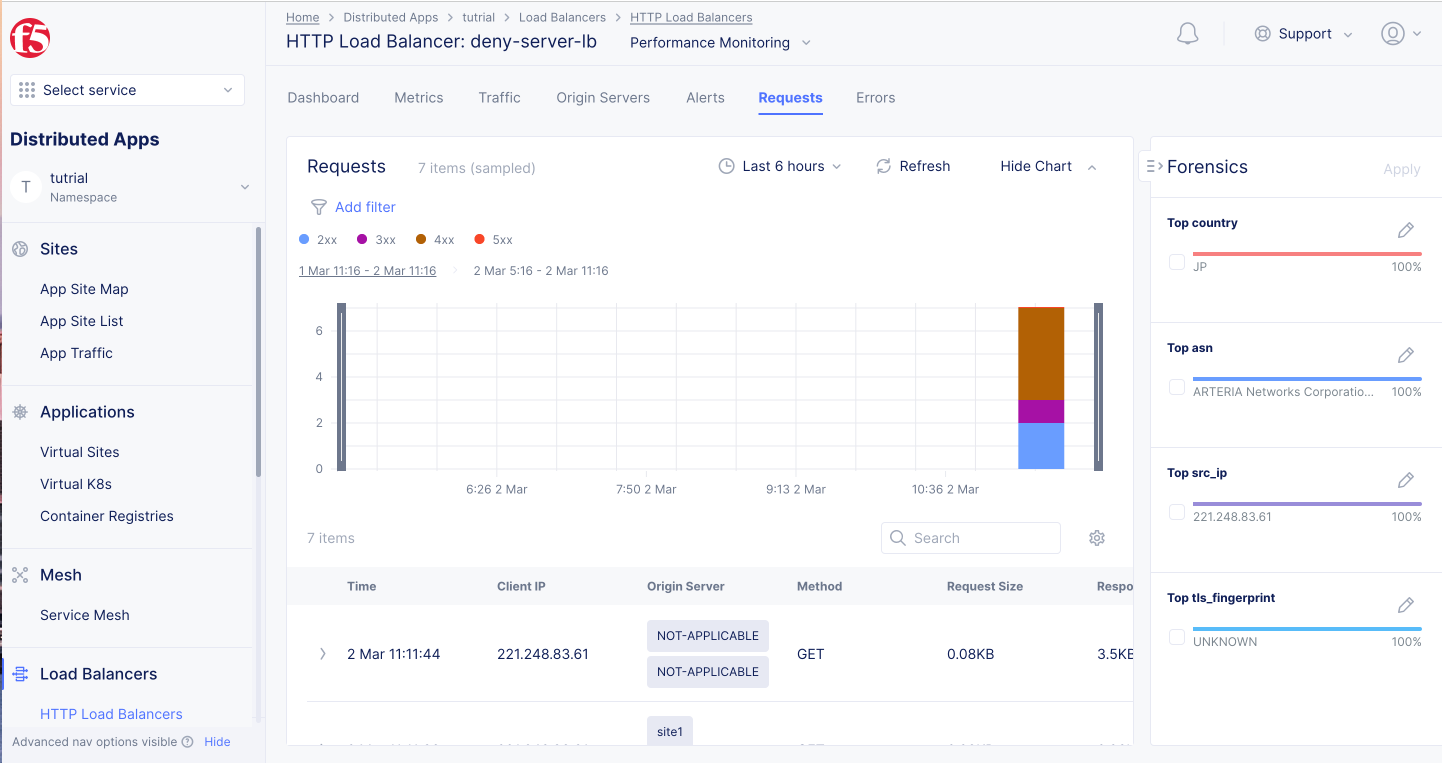 f5
Select service
Distributed Apps
T
tutrial
Namespace
Sites
App Site Map
App Site List
App Traffic
Applications
Virtual Sites
Virtual K8s
Container Registries
Mesh
Service Mesh
Load Balancers
HTTP Load Balancers
Advanced nav options visible Hide
Home Distributed Apps tutrial Load Balancers HTTP Load Balancers
HTTP Load Balancer: deny-server-lb Performance Monitoring
Support
Dashboard Metrics Traffic Origin Servers Alerts Requests Errors
Requests 7 items (sampled) Last 6 hours Refresh Hide Chart
Add filter
2xx 3xx 4xx 5xx
1 Mar 11:16 - 2 Mar 11:16 2 Mar 5:16 - 2 Mar 11:16
6
4
2
0
6:26 2 Mar 7:50 2 Mar 9:13 2 Mar 10:36 2 Mar
7 items Search
Time Client IP Origin Server Method Request Size Respo
NOT-APPLICABLE
2 Mar 11:11:44 221.248.83.61 GET 0.08KB 3.5KB
NOT-APPLICABLE
site1
Forensics Apply
Top country
JP 100%
Top asn
ARTERIA Networks Corporatio... 100%
Top src_ip
221.248.83.61 100%
Top tls_fingerprint
UNKNOWN 100%